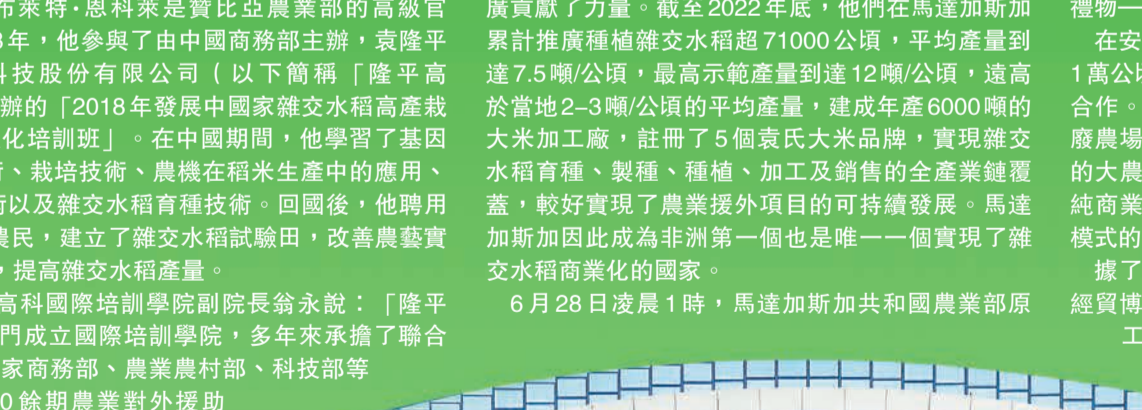 布萊特·恩科萊是贊比亞農業部的高級官
年，他參與了由中國商務部主辦，袁隆平
科技股份有限公司（以下簡稱「隆平高
辦的「2018年發展中國家雜交水稻高產栽
化培訓班」。在中國期間，他學習了基因
、栽培技術、農機在稻米生產中的應用、
以及雜交水稻育種技術。回國後，他聘用
農民，建立了雜交水稻試驗田，改善農藝實
，提高雜交水稻產量。
高科國際培訓學院副院長翁永說：「隆平
門成立國際培訓學院，多年來承擔了聯合
家商務部、農業農村部、科技部等
0餘期農業對外援助
廣貢獻了力量。截至2022年底，他們在馬達加斯加
累計推廣種植雜交水稻超71000公頃，平均產量到
達7.5噸/公頃，最高示範產量到達12噸/公頃，遠高
於當地2–3噸/公頃的平均產量，建成年產6000噸的
大米加工廠，註冊了5個袁氏大米品牌，實現雜交
水稻育種、製種、種植、加工及銷售的全產業鏈覆
蓋，較好實現了農業援外項目的可持續發展。馬達
加斯加因此成為非洲第一個也是唯一一個實現了雜
交水稻商業化的國家。
6月28日凌晨1時，馬達加斯加共和國農業部原
禮物—
在安
1萬公
合作。
廢農場
的大農
純商業
模式的
據了
經貿博
工